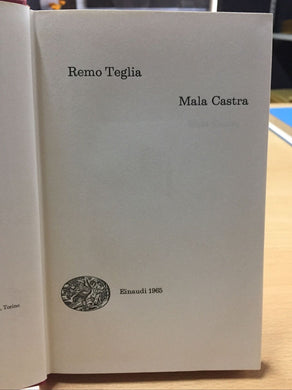 Remo Teglia
Mala Castra
Einaudi 1965
, Torino